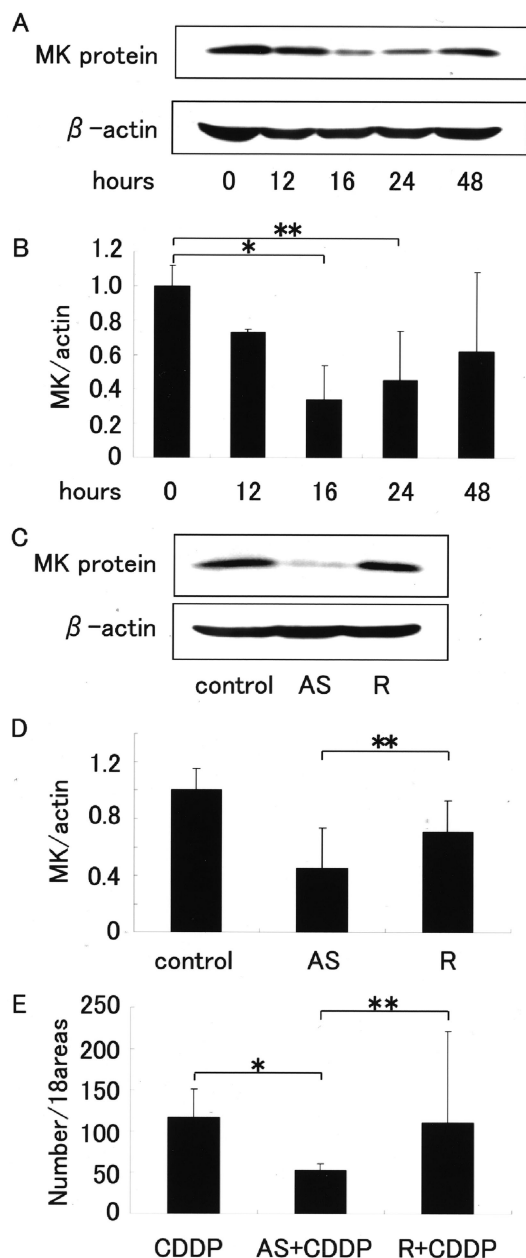 A
MK protein
β-actin
hours 0 12 16 24 48
B
**
*
MK/actin
1.2
1.0
0.8
0.6
0.4
0.2
0
hours 0 12 16 24 48
C
MK protein
β-actin
control AS R
D
**
MK/actin
1.2
0.8
0.4
0
control AS R
E
**
*
Number/18areas
250
200
150
100
50
0
CDDP AS+CDDP R+CDDP